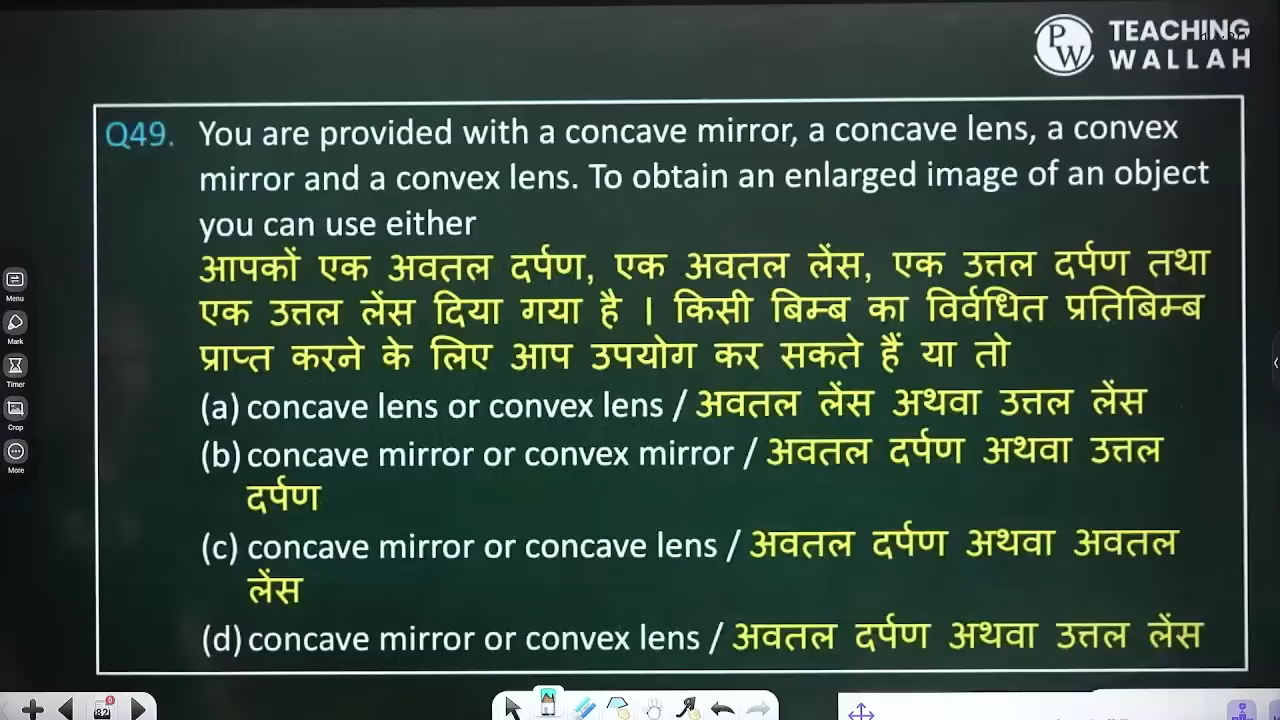 PW TEACHING
WALLAH
Q49. You are provided with a concave mirror, a concave lens, a convex
mirror and a convex lens. To obtain an enlarged image of an object
you can use either
आपकों एक अवतल दर्पण, एक अवतल लेंस, एक उत्तल दर्पण तथा
एक उत्तल लेंस दिया गया है । किसी बिम्ब का विर्वधित प्रतिबिम्ब
प्राप्त करने के लिए आप उपयोग कर सकते हैं या तो
(a) concave lens or convex lens / अवतल लेंस अथवा उत्तल लेंस
(b) concave mirror or convex mirror / अवतल दर्पण अथवा उत्तल
दर्पण
(c) concave mirror or concave lens / अवतल दर्पण अथवा अवतल
लेंस
(d) concave mirror or convex lens / अवतल दर्पण अथवा उत्तल लेंस
Menu
Mark
Timer
Crop
More